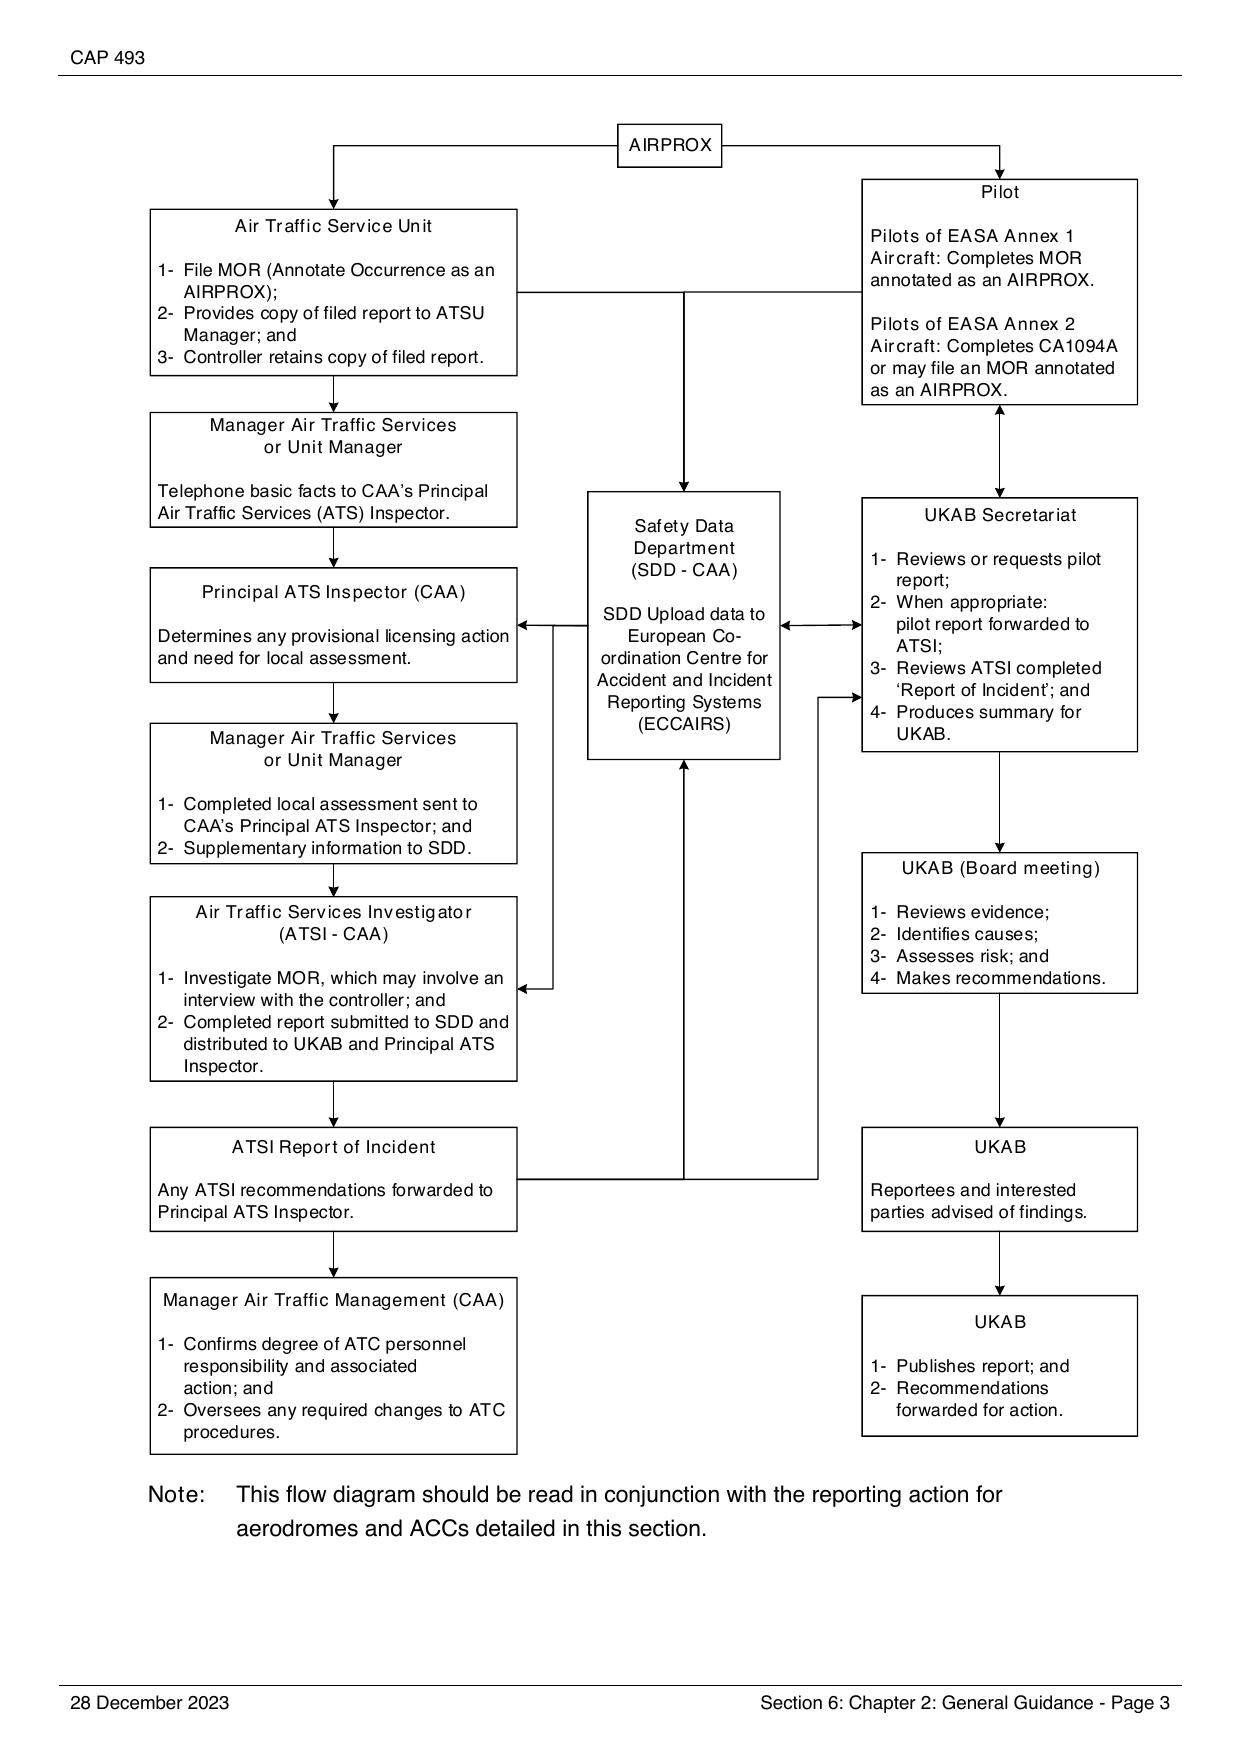 CAP 493
AIRPROX
Air Traffic Service Unit
1- File MOR (Annotate Occurrence as an
AIRPROX);
2- Provides copy of filed report to ATSU
Manager; and
3- Controller retains copy of filed report.
Manager Air Traffic Services
or Unit Manager
Telephone basic facts to CAA’s Principal
Air Traffic Services (ATS) Inspector.
Principal ATS Inspector (CAA)
Determines any provisional licensing action
and need for local assessment.
Manager Air Traffic Services
or Unit Manager
1- Completed local assessment sent to
CAA’s Principal ATS Inspector; and
2- Supplementary information to SDD.
Air Traffic Services Investigator
(ATSI - CAA)
1- Investigate MOR, which may involve an
interview with the controller; and
2- Completed report submitted to SDD and
distributed to UKAB and Principal ATS
Inspector.
ATSI Report of Incident
Any ATSI recommendations forwarded to
Principal ATS Inspector.
Manager Air Traffic Management (CAA)
1- Confirms degree of ATC personnel
responsibility and associated
action; and
2- Oversees any required changes to ATC
procedures.
Safety Data
Department
(SDD - CAA)
SDD Upload data to
European Co-
ordination Centre for
Accident and Incident
Reporting Systems
(ECCAIRS)
Pilot
Pilots of EASA Annex 1
Aircraft: Completes MOR
annotated as an AIRPROX.
Pilots of EASA Annex 2
Aircraft: Completes CA1094A
or may file an MOR annotated
as an AIRPROX.
UKAB Secretariat
1- Reviews or requests pilot
report;
2- When appropriate:
pilot report forwarded to
ATSI;
3- Reviews ATSI completed
‘Report of Incident’; and
4- Produces summary for
UKAB.
UKAB (Board meeting)
1- Reviews evidence;
2- Identifies causes;
3- Assesses risk; and
4- Makes recommendations.
UKAB
Reportees and interested
parties advised of findings.
UKAB
1- Publishes report; and
2- Recommendations
forwarded for action.
Note: This flow diagram should be read in conjunction with the reporting action for
aerodromes and ACCs detailed in this section.
28 December 2023 Section 6: Chapter 2: General Guidance - Page 3